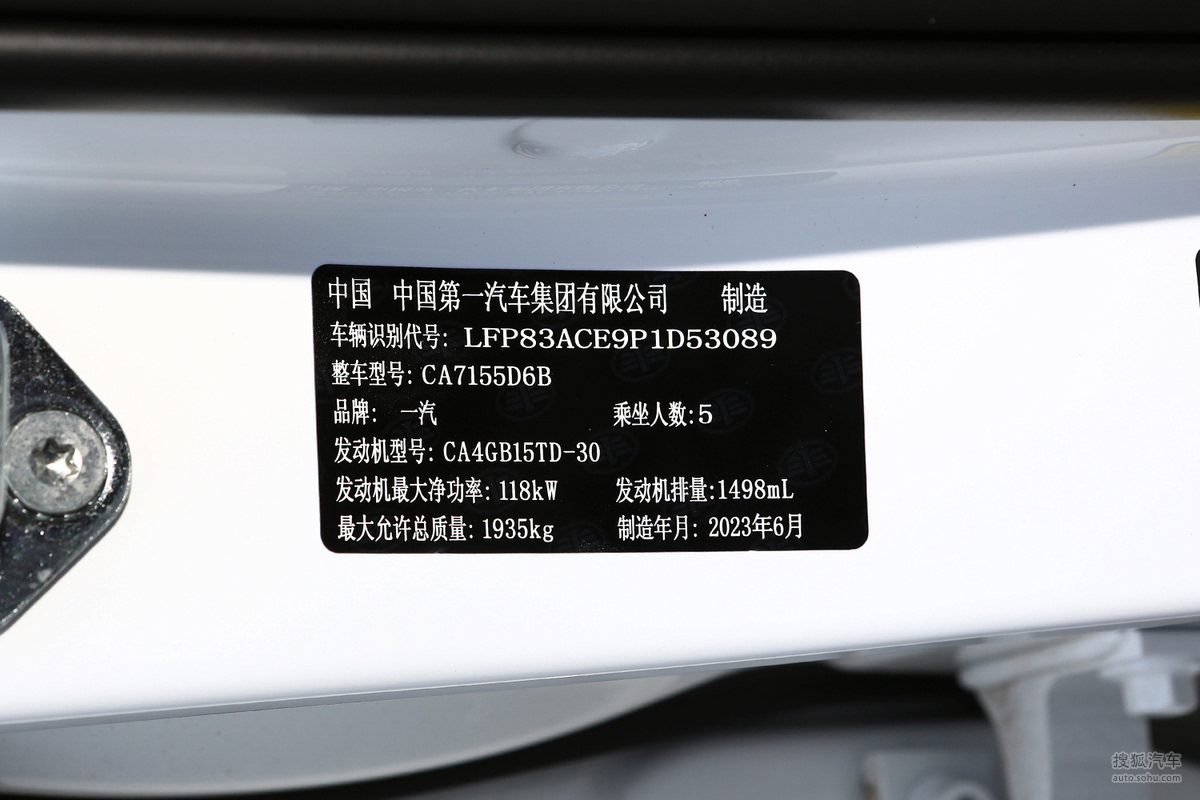 中国 中国第一汽车集团有限公司 制造
车辆识别代号: LFP83ACE9P1D53089
整车型号: CA7155D6B
品牌: 一汽 乘坐人数:5
发动机型号: CA4GB15TD-30
发动机最大净功率: 118kW 发动机排量:1498mL
最大允许总质量: 1935kg 制造年月: 2023年6月
搜狐汽车
auto.sohu.com